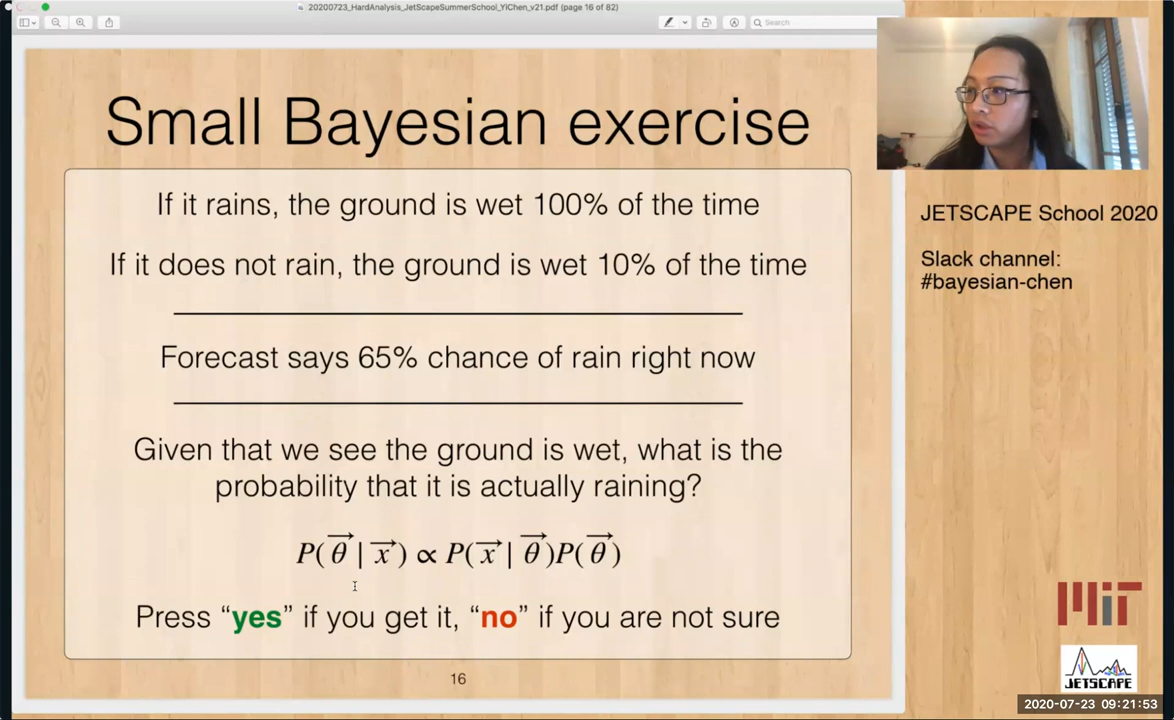 20200723_HardAnalysis_JetScapeSummerSchool_YiChen_v21.pdf (page 16 of 82)
Search
Small Bayesian exercise
If it rains, the ground is wet 100% of the time
If it does not rain, the ground is wet 10% of the time
Forecast says 65% chance of rain right now
Given that we see the ground is wet, what is the
probability that it is actually raining?
P(θ⃗ | x⃗) ∝ P(x⃗ | θ⃗)P(θ⃗)
Press “yes” if you get it, “no” if you are not sure
16
JETSCAPE School 2020
Slack channel:
#bayesian-chen
MIT
JETSCAPE
2020-07-23 09:21:53